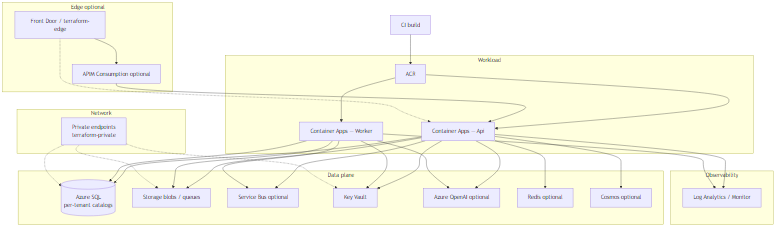 Edge optional
Front Door / terraform-
edge
APIM Consumption optional
CI build
Workload
ACR
Container Apps — Worker
Container Apps — Api
Network
Private endpoints
terraform-private
Data plane
Azure SQL
per-tenant catalogs
Storage blobs / queues
Service Bus optional
Key Vault
Azure OpenAI optional
Redis optional
Cosmos optional
Observability
Log Analytics / Monitor